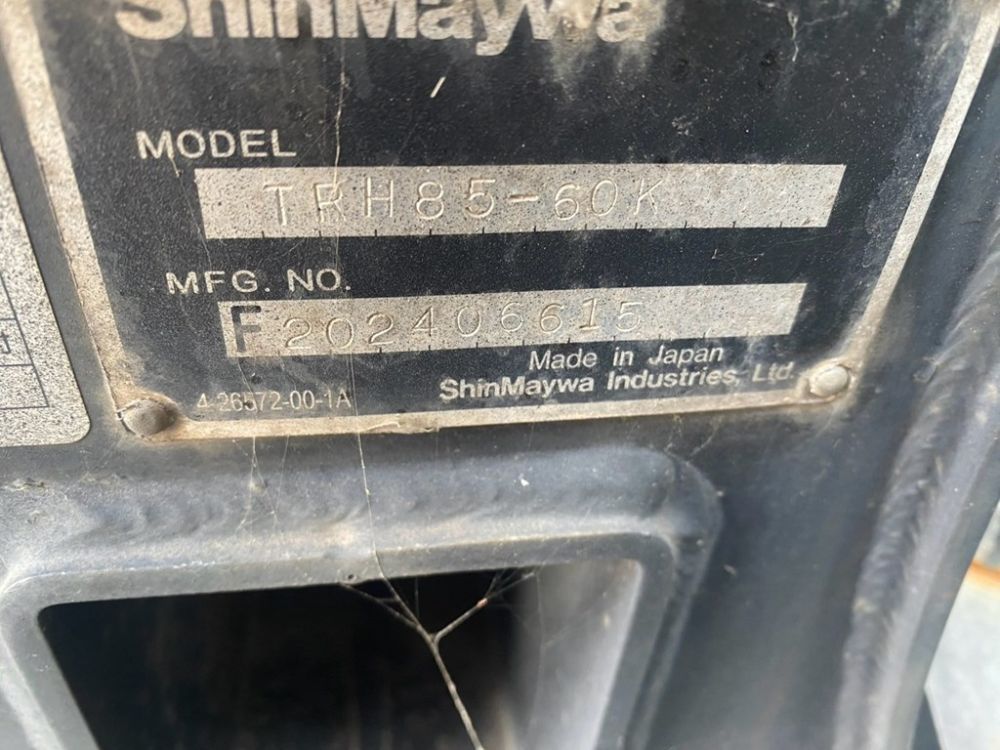 ShinMaywa
MODEL
TRH85-60K
MFG. NO.
F202406615
Made in Japan
4-26572-00-1A ShinMaywa Industries, Ltd.